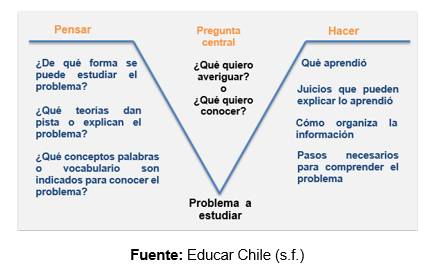 Pensar
¿De qué forma se
puede estudiar el
problema?
¿Qué teorías dan
pista o explican el
problema?
¿Qué conceptos palabras
o vocabulario son
indicados para conocer el
problema?
Pregunta
central
¿Qué quiero
averiguar?
o
¿Qué quiero
conocer?
Problema a
estudiar
Hacer
Qué aprendió
Juicios que pueden
explicar lo aprendió
Cómo organiza la
información
Pasos necesarios
para comprender el
problema
Fuente: Educar Chile (s.f.)